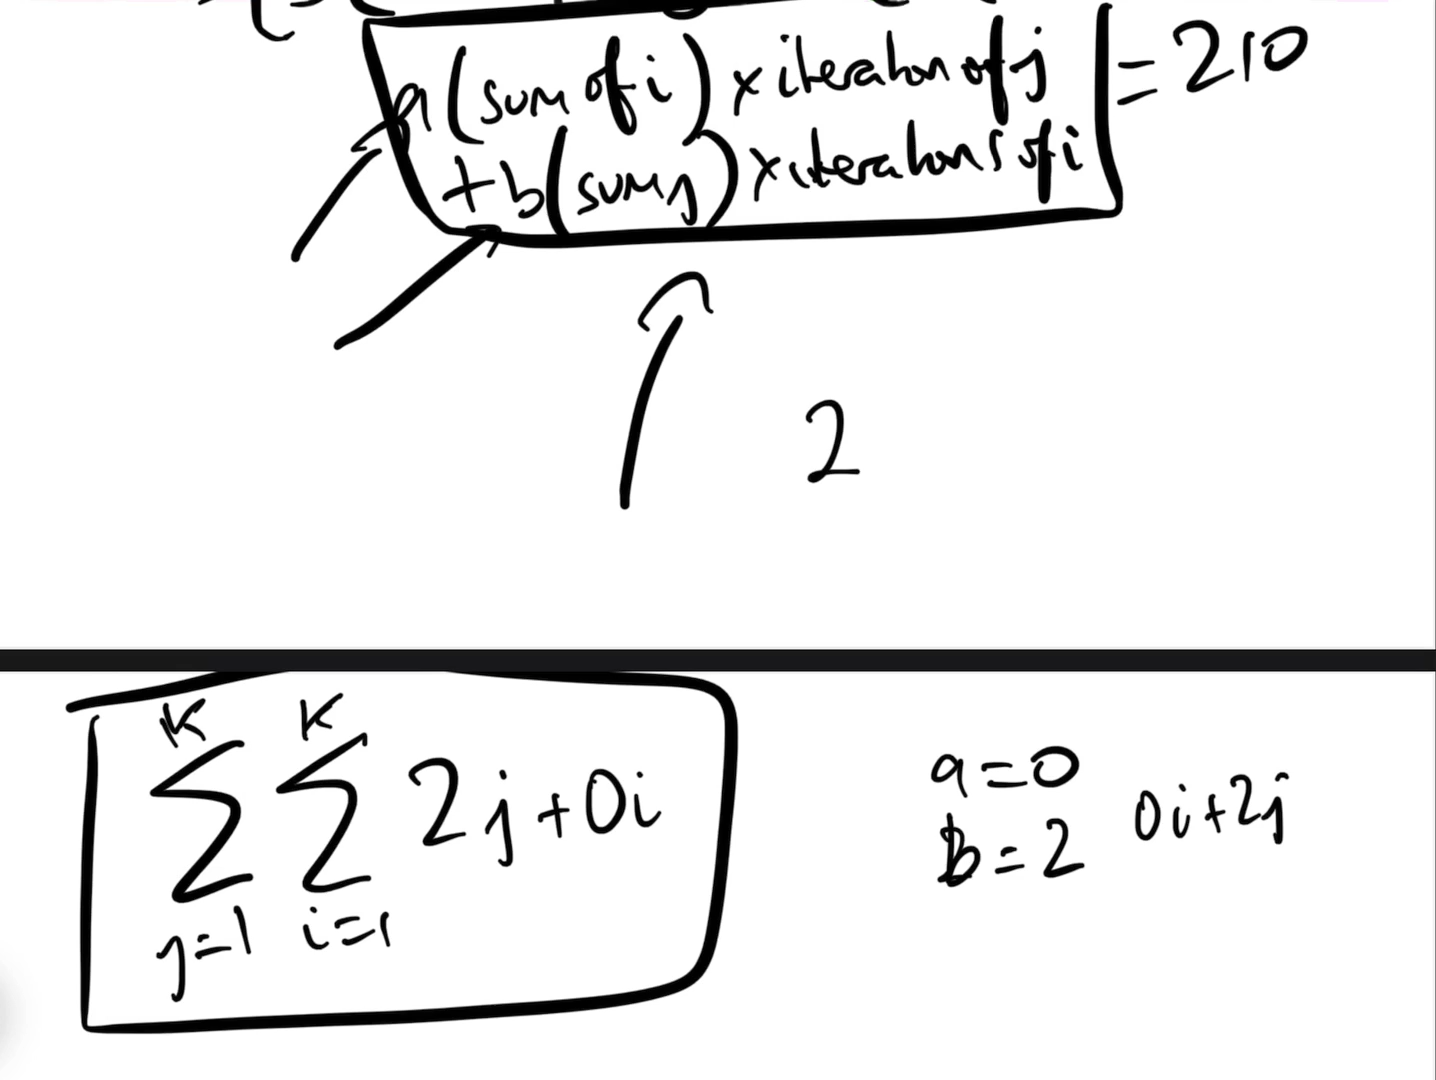 a(sum of i) x iteration of j = 210
+ b(sum j) x iterations of i
2
K K
∑ ∑ 2j+0i
j=1 i=1
a=0
b=2 0i+2j